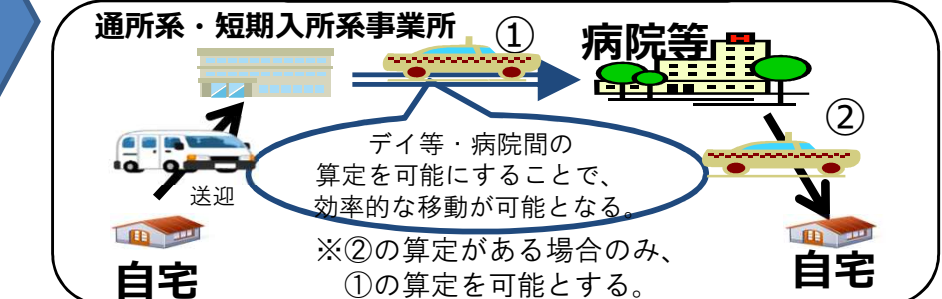 通所系・短期入所系事業所
①
病院等
②
デイ等・病院間の
算定を可能にすることで、
効率的な移動が可能となる。
送迎
※②の算定がある場合のみ、
①の算定を可能とする。
自宅
自宅